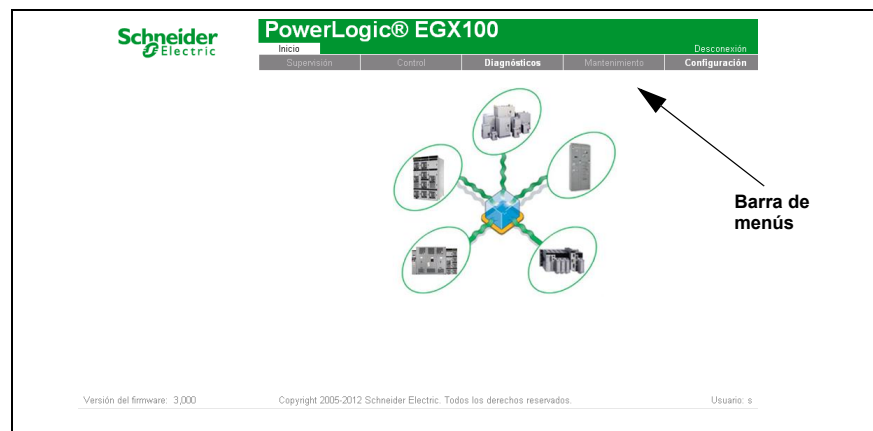 Schneider
Electric
PowerLogic® EGX100
Inicio
Desconexión
Supervisión Control Diagnósticos Mantenimiento Configuración
Barra de
menús
Versión del firmware: 3,000 Copyright 2005-2012 Schneider Electric. Todos los derechos reservados. Usuario: s